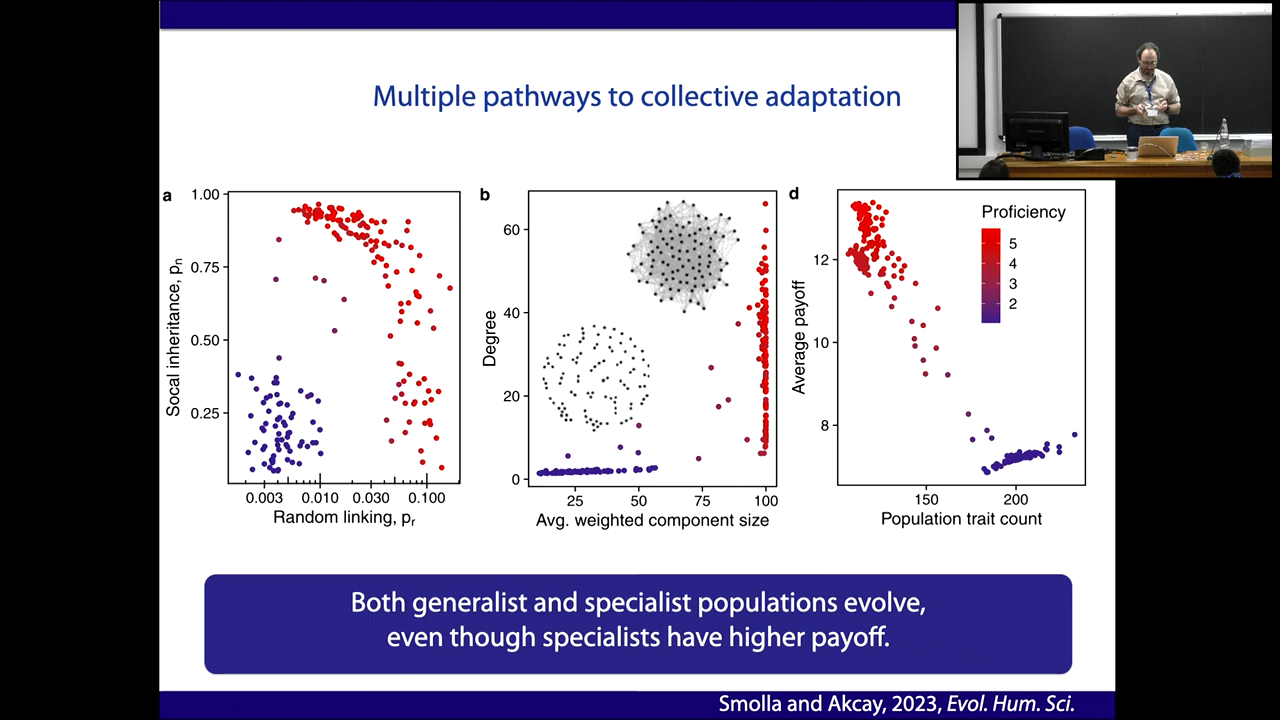 Multiple pathways to collective adaptation
a
1.00
0.75
0.50
0.25
Socal inheritance, pn
0.003
0.010
0.030
0.100
Random linking, pr
b
60
40
20
0
Degree
25
50
75
100
Avg. weighted component size
d
12
10
8
Average payoff
150
200
Population trait count
Proficiency
5
4
3
2
Both generalist and specialist populations evolve,
even though specialists have higher payoff.
Smolla and Akcay, 2023, Evol. Hum. Sci.